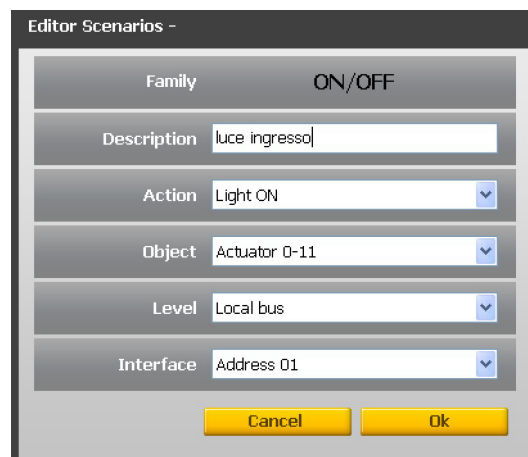 Editor Scenarios -
Family ON/OFF
Description luce ingresso
Action Light ON
Object Actuator 0-11
Level Local bus
Interface Address 01
Cancel Ok